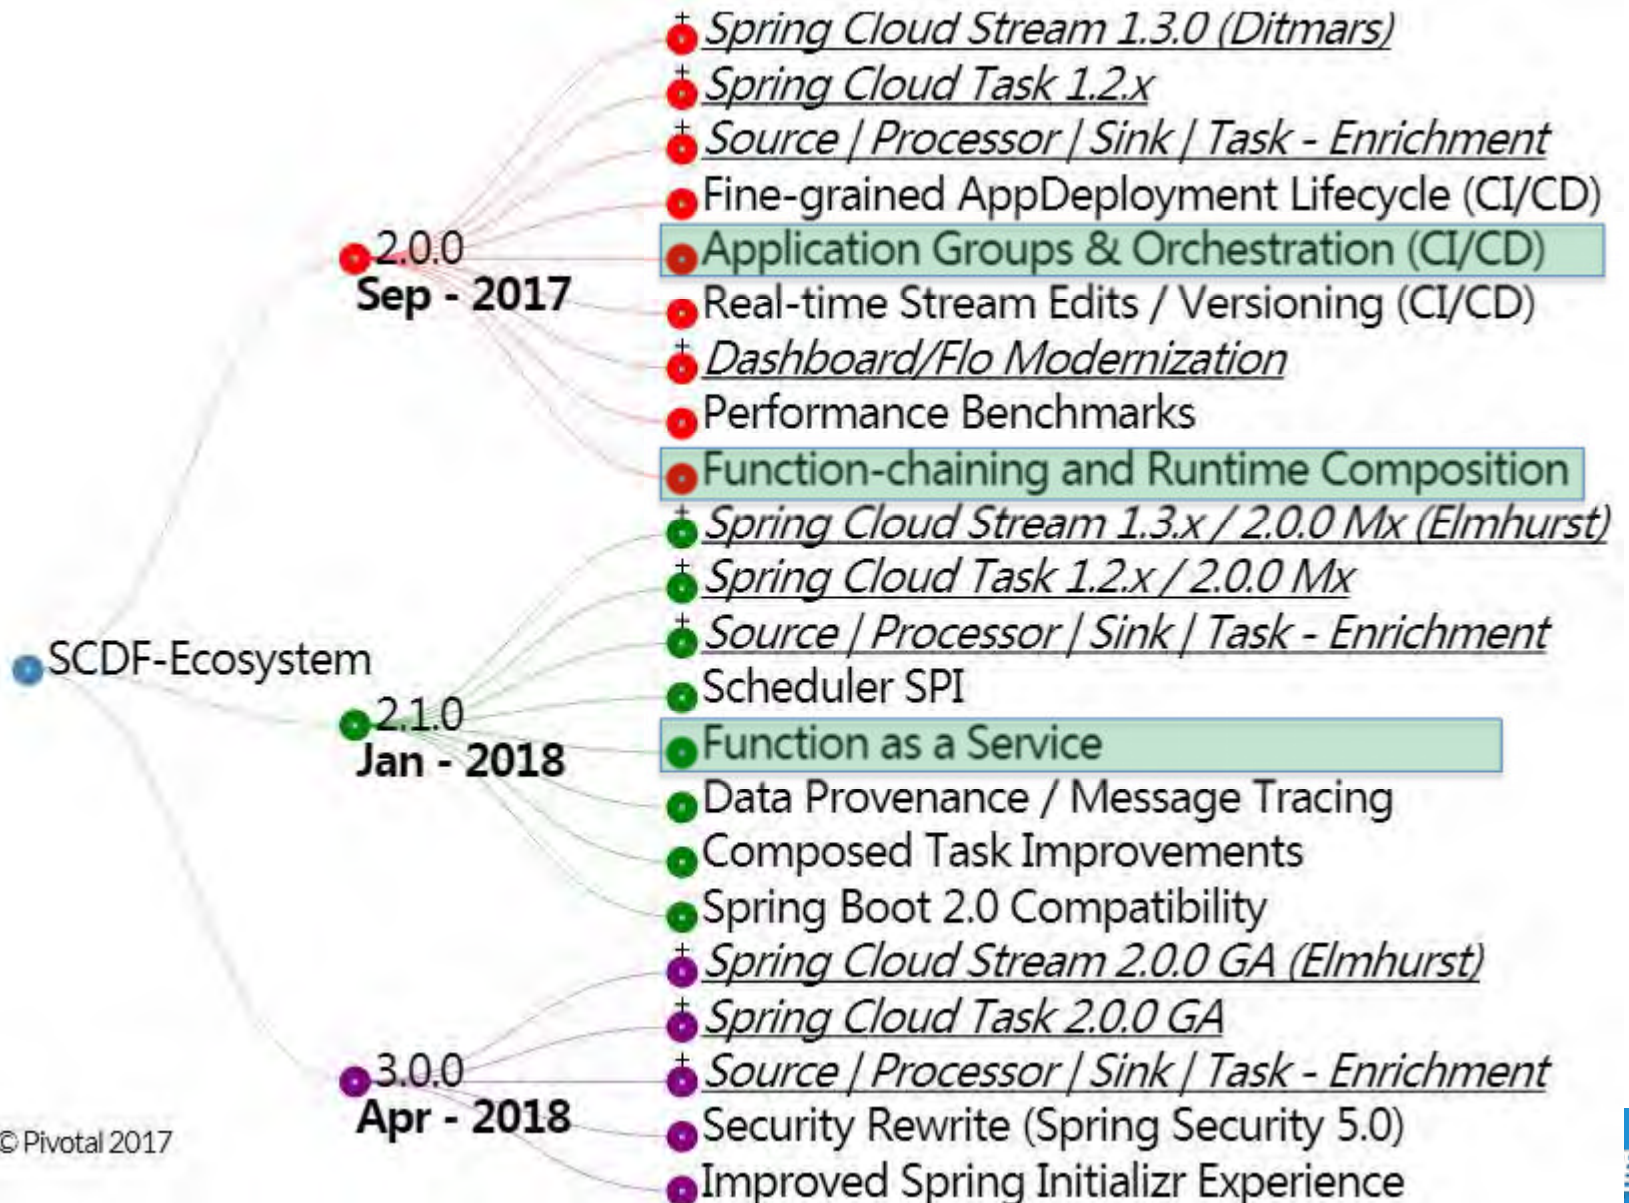 Spring Cloud Stream 1.3.0 (Ditmars)
Spring Cloud Task 1.2.x
Source | Processor | Sink | Task - Enrichment
Fine-grained AppDeployment Lifecycle (CI/CD)
2.0.0
Sep - 2017
Application Groups & Orchestration (CI/CD)
Real-time Stream Edits / Versioning (CI/CD)
Dashboard/Flo Modernization
Performance Benchmarks
Function-chaining and Runtime Composition
Spring Cloud Stream 1.3.x / 2.0.0 Mx (Elmhurst)
Spring Cloud Task 1.2.x / 2.0.0 Mx
Source | Processor | Sink | Task - Enrichment
SCDF-Ecosystem
Scheduler SPI
2.1.0
Jan - 2018
Function as a Service
Data Provenance / Message Tracing
Composed Task Improvements
Spring Boot 2.0 Compatibility
Spring Cloud Stream 2.0.0 GA (Elmhurst)
Spring Cloud Task 2.0.0 GA
3.0.0
Apr - 2018
Source | Processor | Sink | Task - Enrichment
Security Rewrite (Spring Security 5.0)
Improved Spring Initializr Experience
© Pivotal 2017